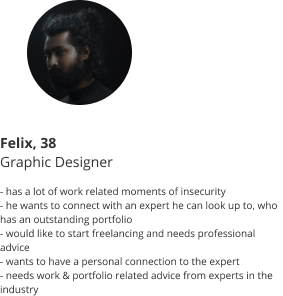 Felix, 38
Graphic Designer
- has a lot of work related moments of insecurity
- he wants to connect with an expert he can look up to, who
has an outstanding portfolio
- would like to start freelancing and needs professional
advice
- wants to have a personal connection to the expert
- needs work & portfolio related advice from experts in the
industry